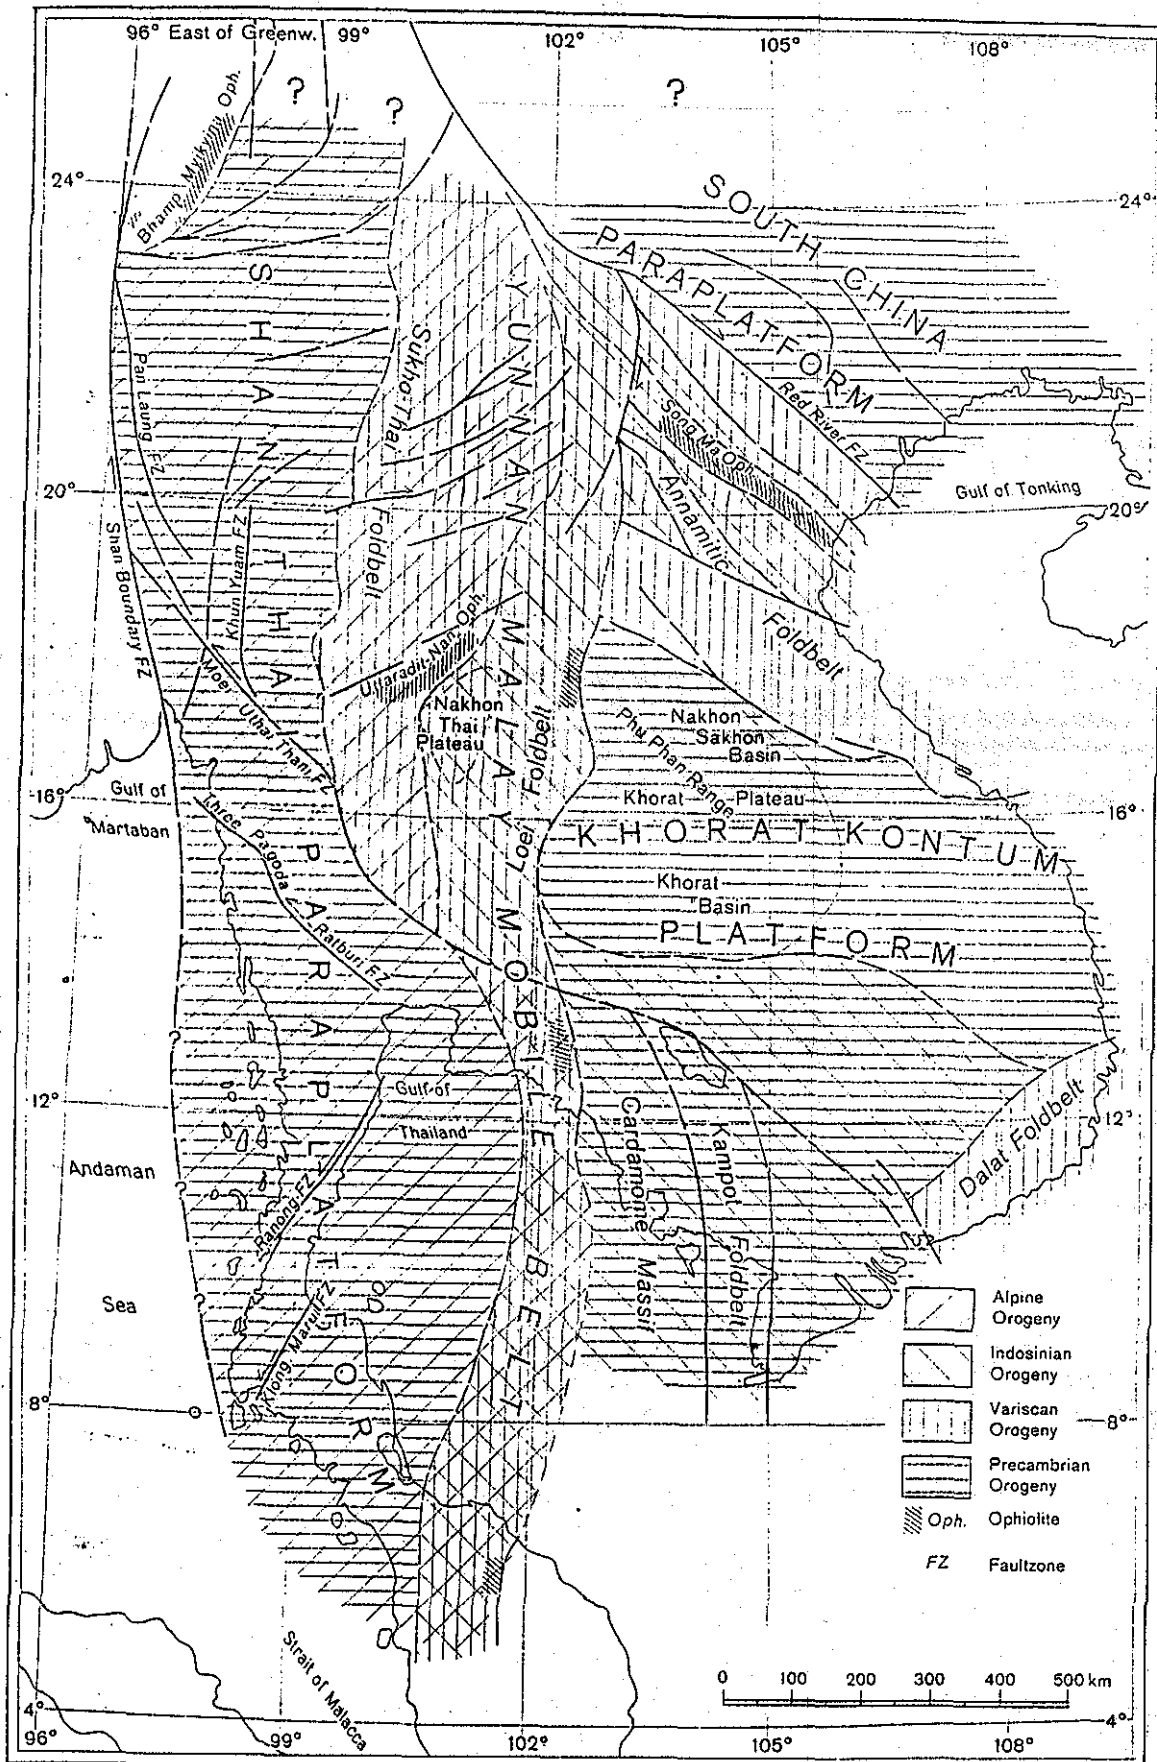 96° East of Greenw. 99°
102°
105°
108°
?
?
?
Bhamo Myikyina Oph.
24°
24°
SOUTH CHINA
PARAPLATFORM
SHAN THAI PARAPLATFORM
YUNNAN MALAY MOBILE BELT
Sukhothai
Foldbelt
Pan Laung FZ
Red River FZ
Song Ma Oph.
Annamitic
Foldbelt
20°
20°
Gulf of Tonking
Shan Boundary FZ
Khun Yuam FZ
Moei Uthai Thani FZ
Uttaradit-Nan Oph.
Nakhon
Thai
Plateau
Loei Foldbelt
Nakhon
Sakhon
Basin
Phu Phan Range
Khorat Plateau
16°
16°
Gulf of
Martaban
KHORAT KONTUM
PLATFORM
Khorat
Basin
Three Pagoda - Ratburi FZ
?
Gulf of
Thailand
12°
12°
Andaman
Sea
?
?
Ranong FZ
Klong Marui FZ
Cardamome Massif
Kampot Foldbelt
Dalat Foldbelt
8°
8°
Alpine
Orogeny
Indosinian
Orogeny
Variscan
Orogeny
Precambrian
Orogeny
Oph. Ophiolite
FZ Faultzone
Strait of Malacca
0 100 200 300 400 500 km
4°
4°
96°
99°
102°
105°
108°